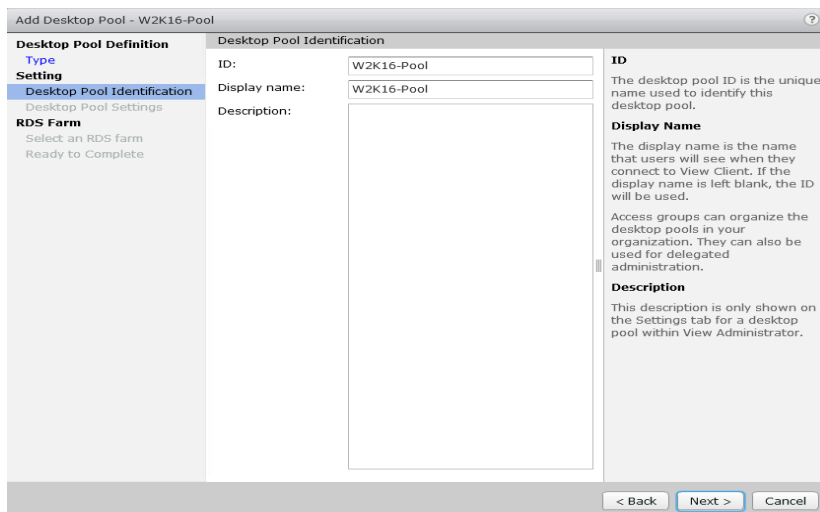 Add Desktop Pool - W2K16-Pool
?
Desktop Pool Definition
Type
Setting
Desktop Pool Identification
Desktop Pool Settings
RDS Farm
Select an RDS farm
Ready to Complete
Desktop Pool Identification
ID:
W2K16-Pool
Display name:
W2K16-Pool
Description:
ID
The desktop pool ID is the unique
name used to identify this
desktop pool.
Display Name
The display name is the name
that users will see when they
connect to View Client. If the
display name is left blank, the ID
will be used.
Access groups can organize the
desktop pools in your
organization. They can also be
used for delegated
administration.
Description
This description is only shown on
the Settings tab for a desktop
pool within View Administrator.
< Back
Next >
Cancel